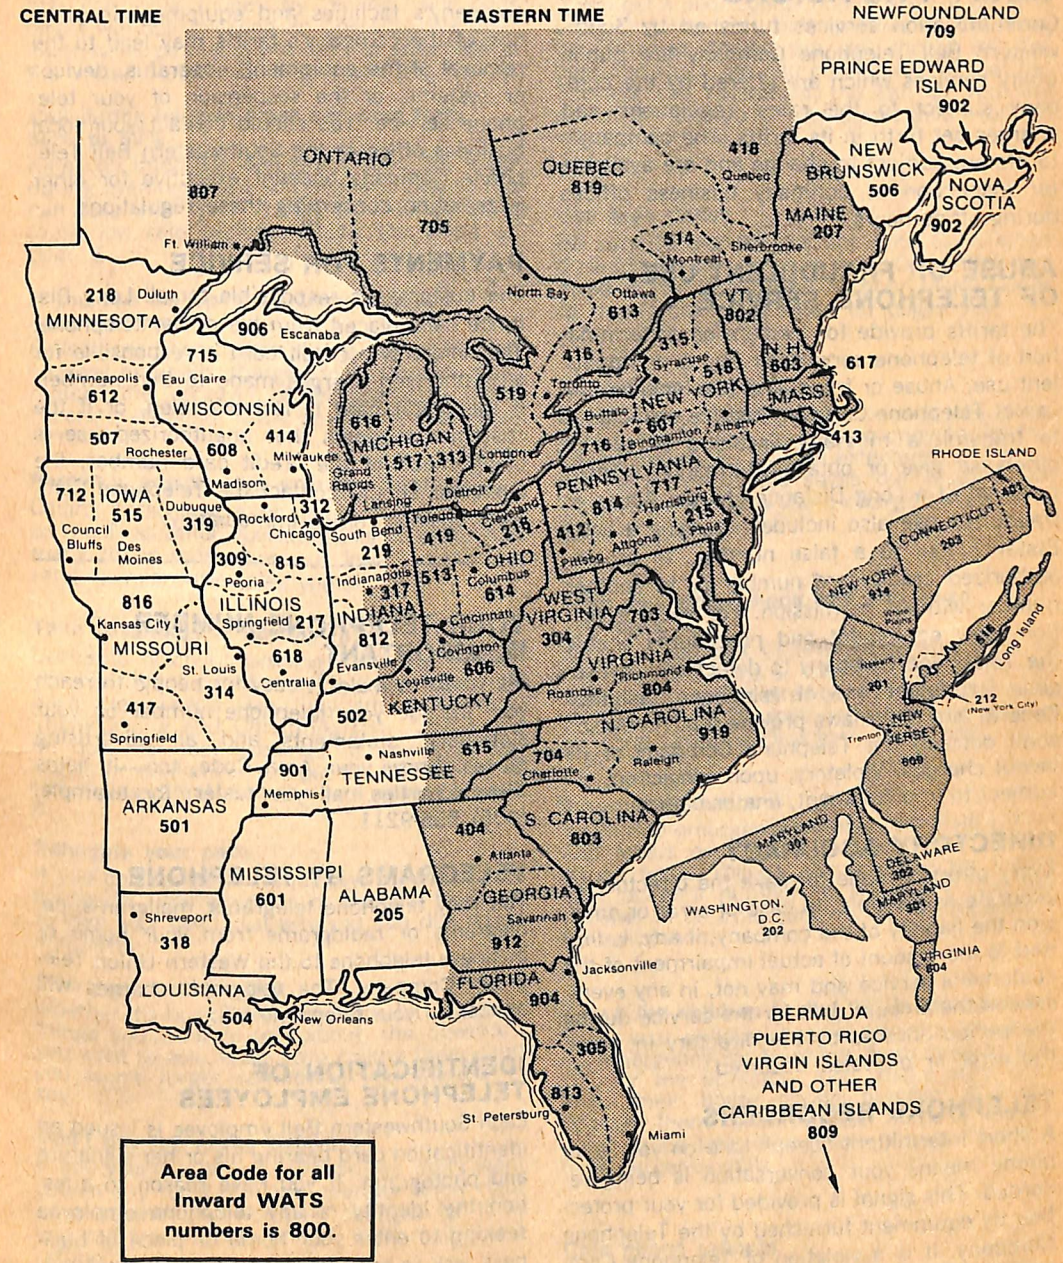 CENTRAL TIME
EASTERN TIME
NEWFOUNDLAND
709
PRINCE EDWARD
ISLAND
902
ONTARIO
807
705
Ft. William
QUEBEC
819
418
Quebec
514
Montreal
Sherbrooke
NEW
BRUNSWICK
506
NOVA
SCOTIA
902
MAINE
207
North Bay
Ottawa
613
VT.
802
N.H.
603
617
MASS
413
218
Duluth
MINNESOTA
906
Escanaba
715
Minneapolis
612
Eau Claire
WISCONSIN
507
Rochester
608
Madison
414
Milwaukee
616
MICHIGAN
517
313
Grand
Rapids
Lansing
Detroit
London
519
416
Toronto
315
Syracuse
518
NEW YORK
Buffalo
716
607
Binghamton
Albany
RHODE ISLAND
401
CONNECTICUT
203
NEW YORK
914
White
Plains
516
Long Island
Newark
201
212
(New York City)
Trenton
NEW
JERSEY
609
712
IOWA
515
Council
Bluffs
Des
Moines
Dubuque
319
Rockford
312
Chicago
South Bend
219
Toledo
419
Cleveland
216
OHIO
PENNSYLVANIA
814
717
Harrisburg
412
Pittsbg
Altoona
215
Phila
309
Peoria
815
ILLINOIS
Springfield 217
618
Centralia
Indianapolis
317
INDIANA
812
Evansville
513
Columbus
614
Cincinnati
Covington
606
Louisville
502
KENTUCKY
WEST
VIRGINIA
304
703
VIRGINIA
Richmond
804
Roanoke
816
Kansas City
MISSOURI
St. Louis
314
417
Springfield
901
Memphis
Nashville
615
TENNESSEE
N. CAROLINA
919
704
Charlotte
Raleigh
ARKANSAS
501
S. CAROLINA
803
404
Atlanta
GEORGIA
Savannah
912
MISSISSIPPI
601
ALABAMA
205
Shreveport
318
LOUISIANA
504
New Orleans
FLORIDA
904
Jacksonville
305
813
St. Petersburg
Miami
MARYLAND
301
WASHINGTON,
D.C.
202
DELAWARE
302
MARYLAND
301
VIRGINIA
804
BERMUDA
PUERTO RICO
VIRGIN ISLANDS
AND OTHER
CARIBBEAN ISLANDS
809
Area Code for all
Inward WATS
numbers is 800.